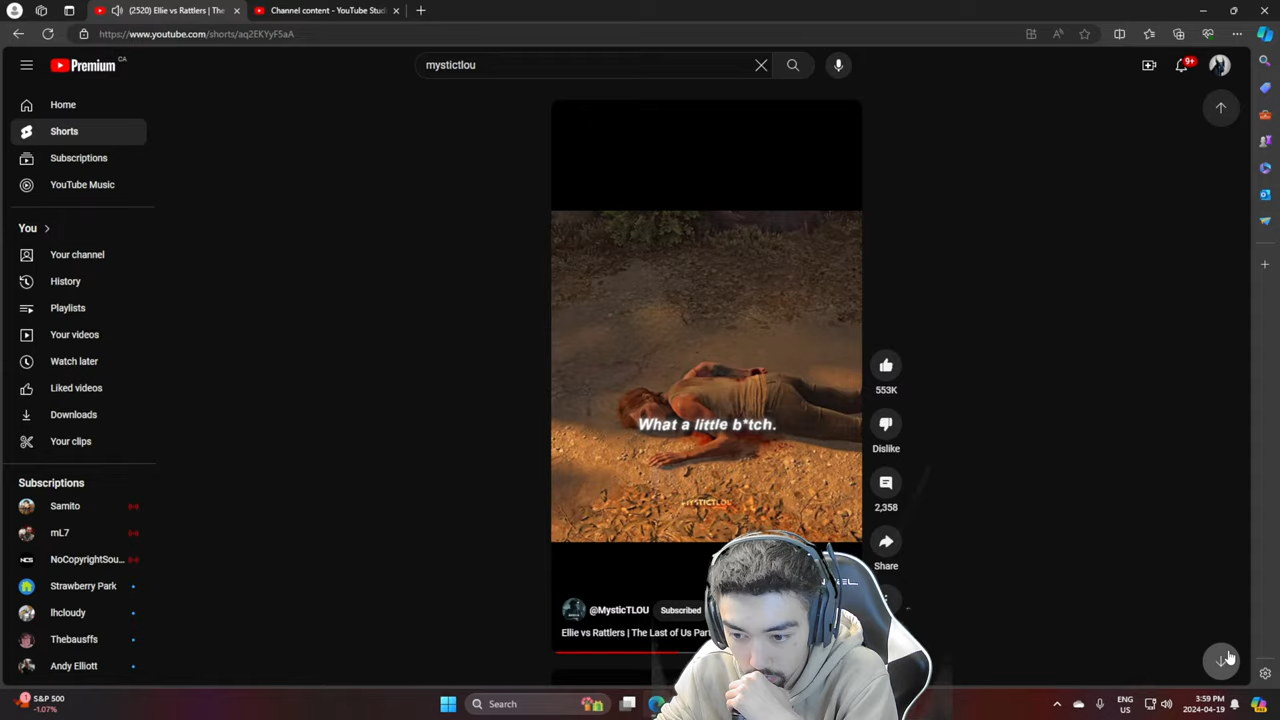 (2520) Ellie vs Rattlers | The
Channel content - YouTube Stud
https://www.youtube.com/shorts/aq2EKYyF5aA
Premium
CA
mystictlou
9+
Home
Shorts
Subscriptions
YouTube Music
You
Your channel
History
Playlists
Your videos
Watch later
Liked videos
Downloads
Your clips
Subscriptions
Samito
mL7
NoCopyrightSou...
Strawberry Park
lhcloudy
Thebausffs
Andy Elliott
What a little b*tch.
MYSTICTLOU
553K
Dislike
2,358
Share
@MysticTLOU
Subscribed
Ellie vs Rattlers | The Last of Us Part
S&P 500
-1.07%
Search
ENG
US
3:59 PM
2024-04-19